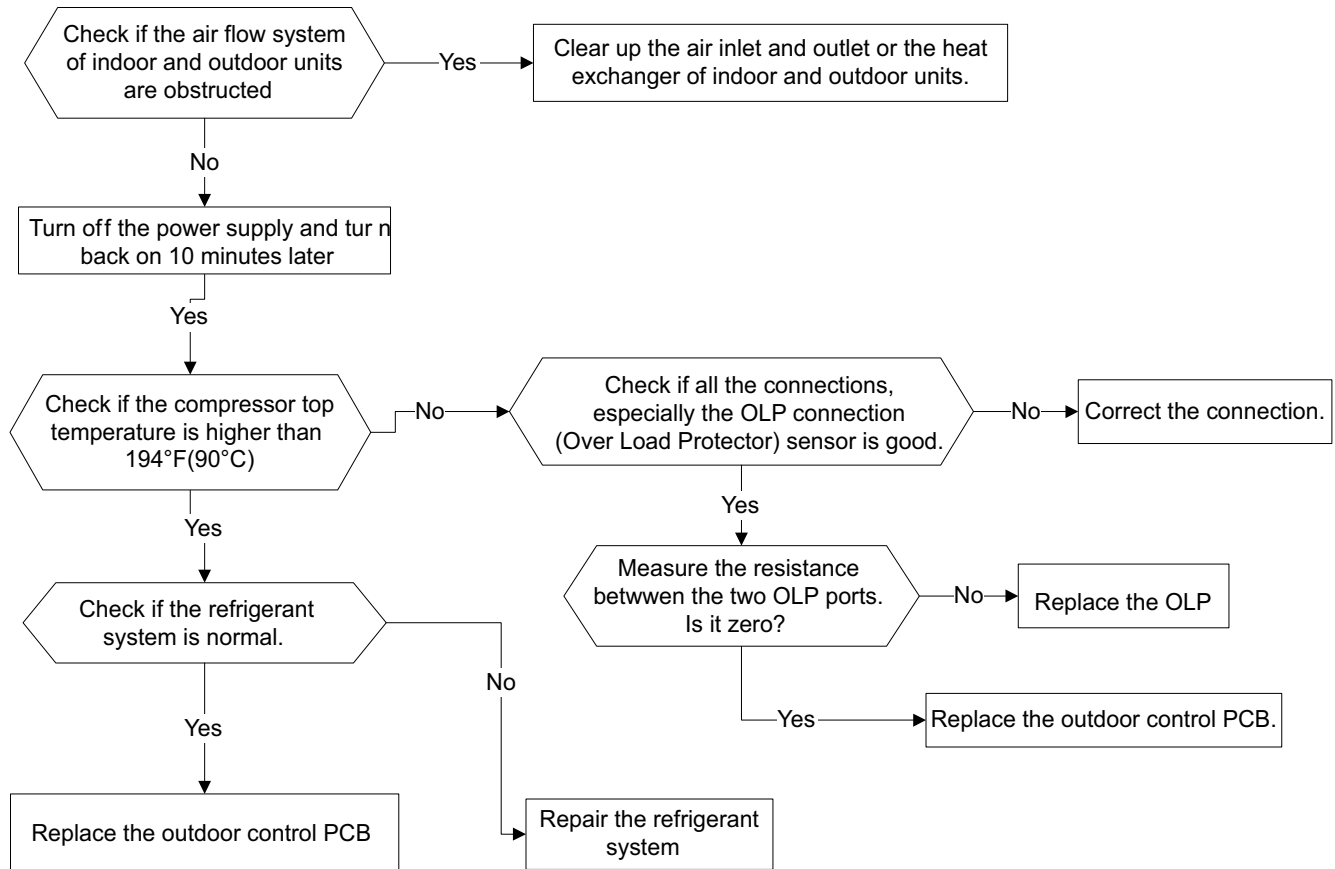 Check if the air flow system
of indoor and outdoor units
are obstructed
Yes
Clear up the air inlet and outlet or the heat
exchanger of indoor and outdoor units.
No
Turn off the power supply and tur n
back on 10 minutes later
Yes
Check if the compressor top
temperature is higher than
194°F(90°C)
No
Check if all the connections,
especially the OLP connection
(Over Load Protector) sensor is good.
No
Correct the connection.
Yes
Yes
Measure the resistance
betwwen the two OLP ports.
Is it zero?
No
Replace the OLP
Check if the refrigerant
system is normal.
No
Yes
Yes
Replace the outdoor control PCB.
Replace the outdoor control PCB
Repair the refrigerant
system